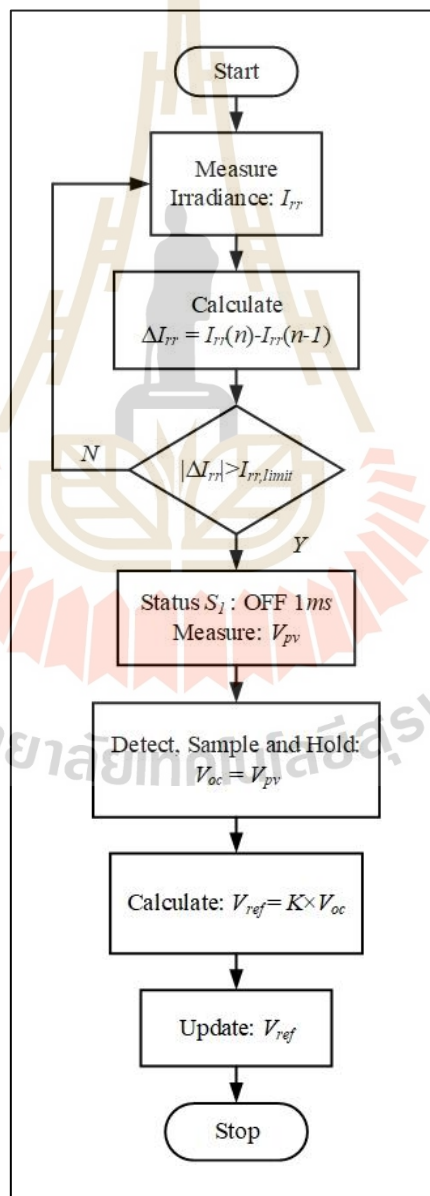 Start
Measure
Irradiance: Irr
Calculate
ΔIrr = Irr(n)-Irr(n-1)
|ΔIrr|>Irr,limit
N
Y
Status S1 : OFF 1ms
Measure: Vpv
Detect, Sample and Hold:
Voc = Vpv
Calculate: Vref = K×Voc
Update: Vref
Stop